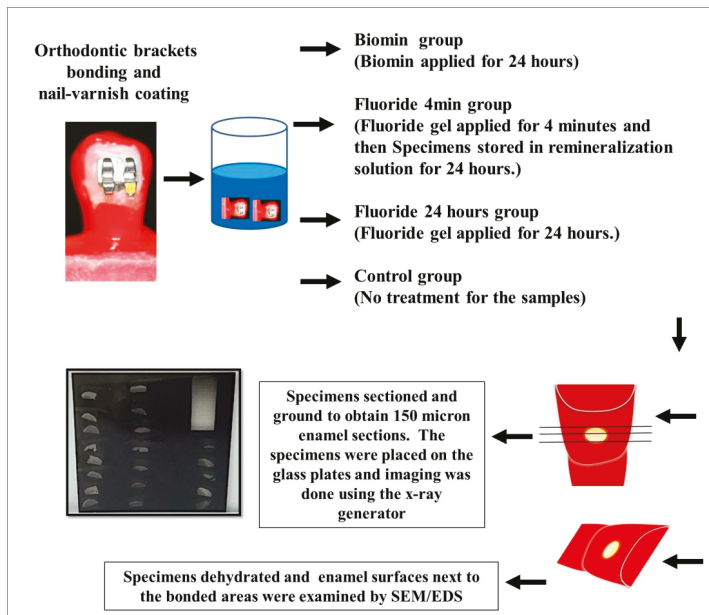 Orthodontic brackets
bonding and
nail-varnish coating
Biomin group
(Biomin applied for 24 hours)
Fluoride 4min group
(Fluoride gel applied for 4 minutes and
then Specimens stored in remineralization
solution for 24 hours.)
Fluoride 24 hours group
(Fluoride gel applied for 24 hours.)
Control group
(No treatment for the samples)
Specimens sectioned and
ground to obtain 150 micron
enamel sections. The
specimens were placed on the
glass plates and imaging was
done using the x-ray
generator
Specimens dehydrated and enamel surfaces next to
the bonded areas were examined by SEM/EDS